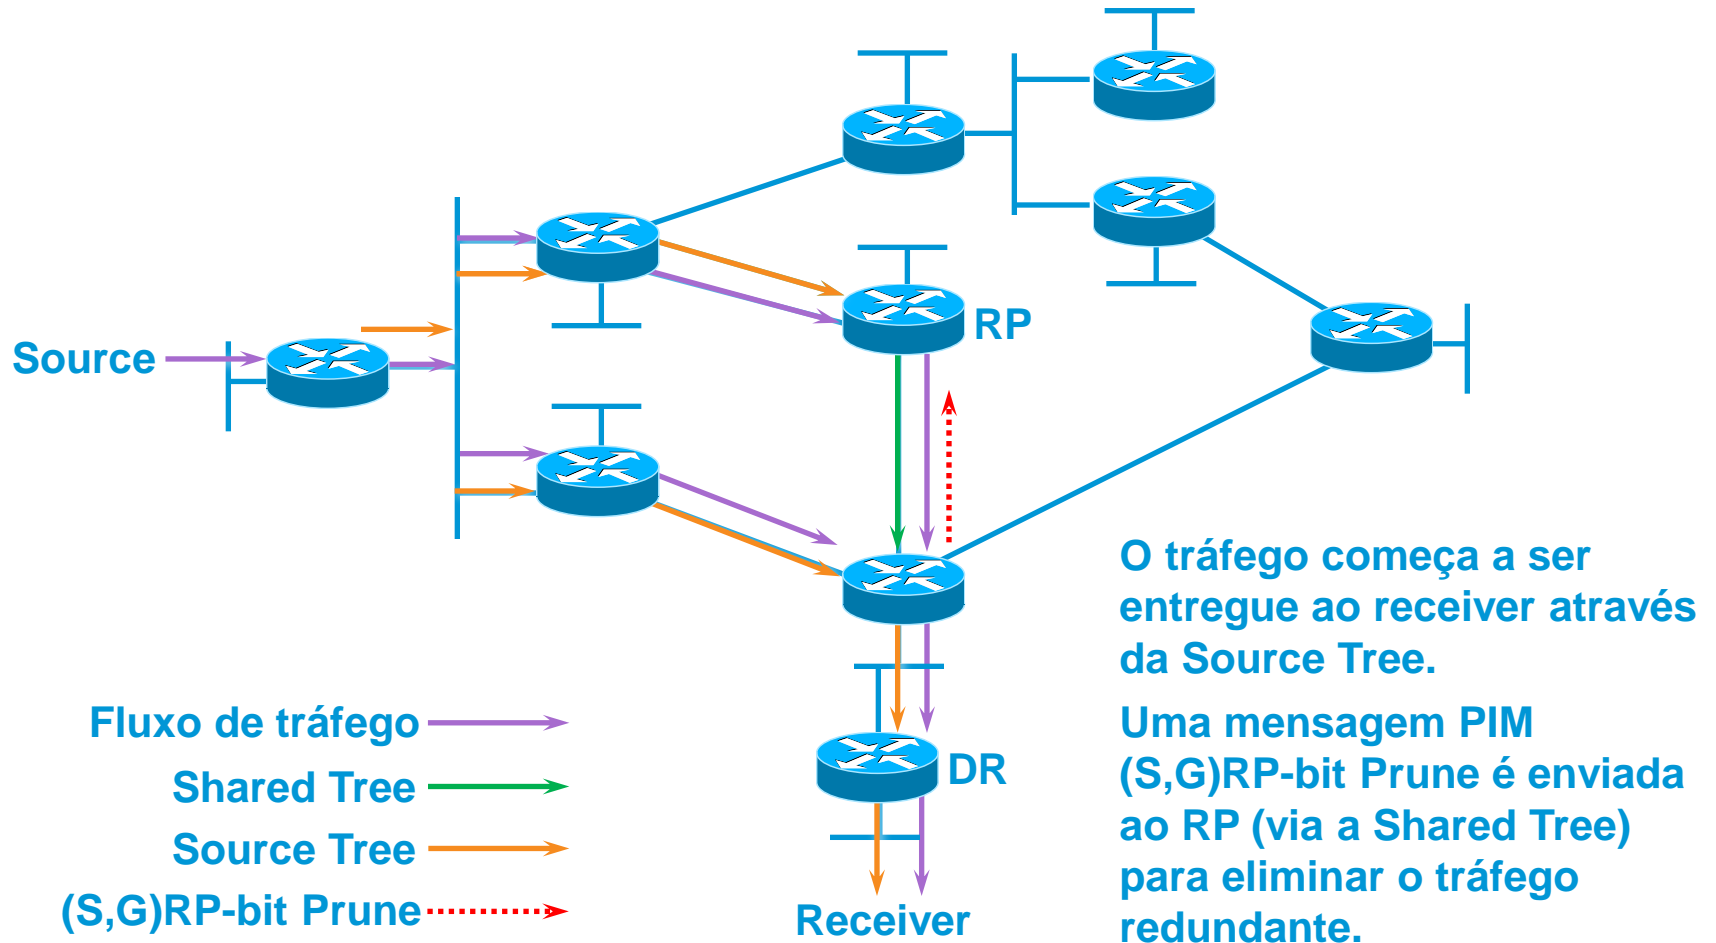 Source
RP
DR
Receiver
Fluxo de tráfego
Shared Tree
Source Tree
(S,G)RP-bit Prune
O tráfego começa a ser
entregue ao receiver através
da Source Tree.
Uma mensagem PIM
(S,G)RP-bit Prune é enviada
ao RP (via a Shared Tree)
para eliminar o tráfego
redundante.